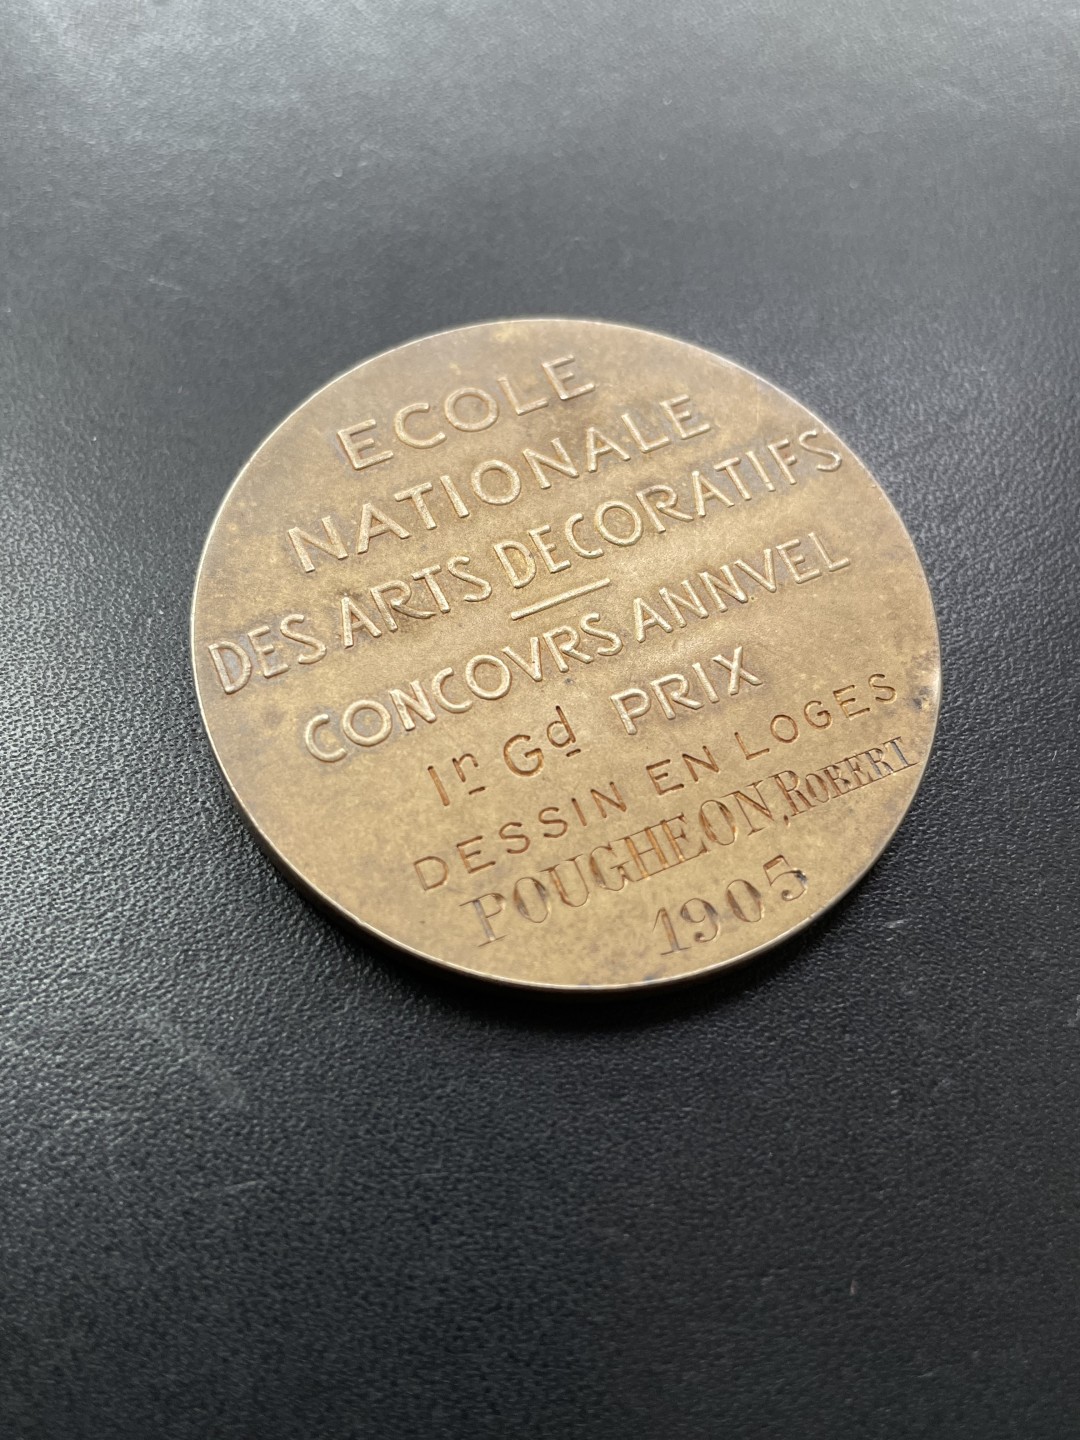 ECOLE
NATIONALE
DES ARTS DECORATIFS
CONCOVRS ANNVEL
1r Gd PRIX
DESSIN EN LOGES
POUGHEON, ROBERT
1905